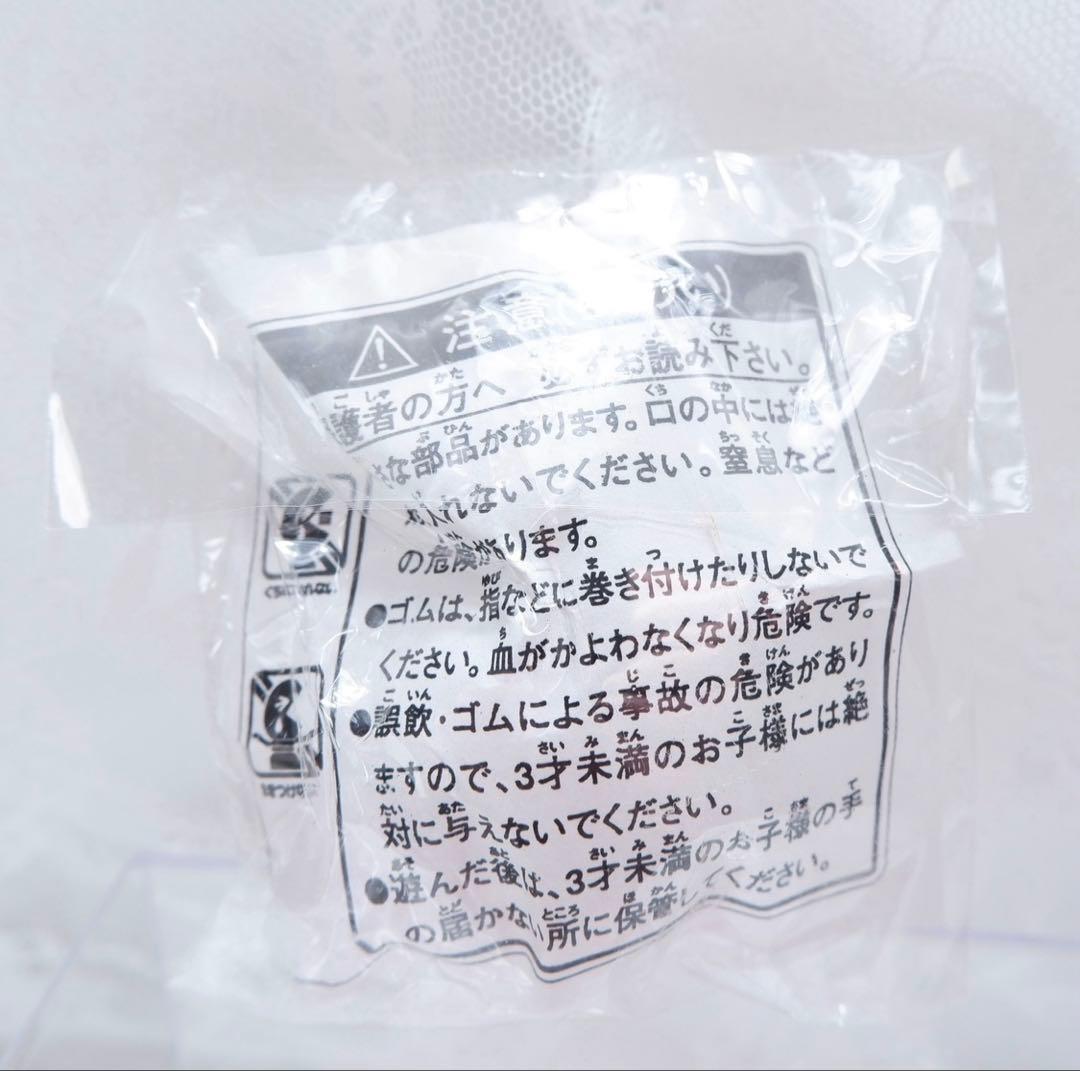 注意
護者の方へ 必ずお読み下さい。
さな部品があります。口の中には
入れないでください。窒息など
の危険があります。
●ゴムは、指などに巻き付けたりしないで
ください。血がかよわなくなり危険です。
●誤飲・ゴムによる事故の危険があり
ますので、3才未満のお子様には絶
対に与えないでください。
●遊んだ後は、3才未満のお子様の手
の届かない所に保管してください。